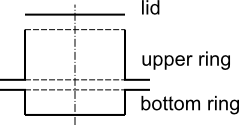 lid
upper ring
bottom ring